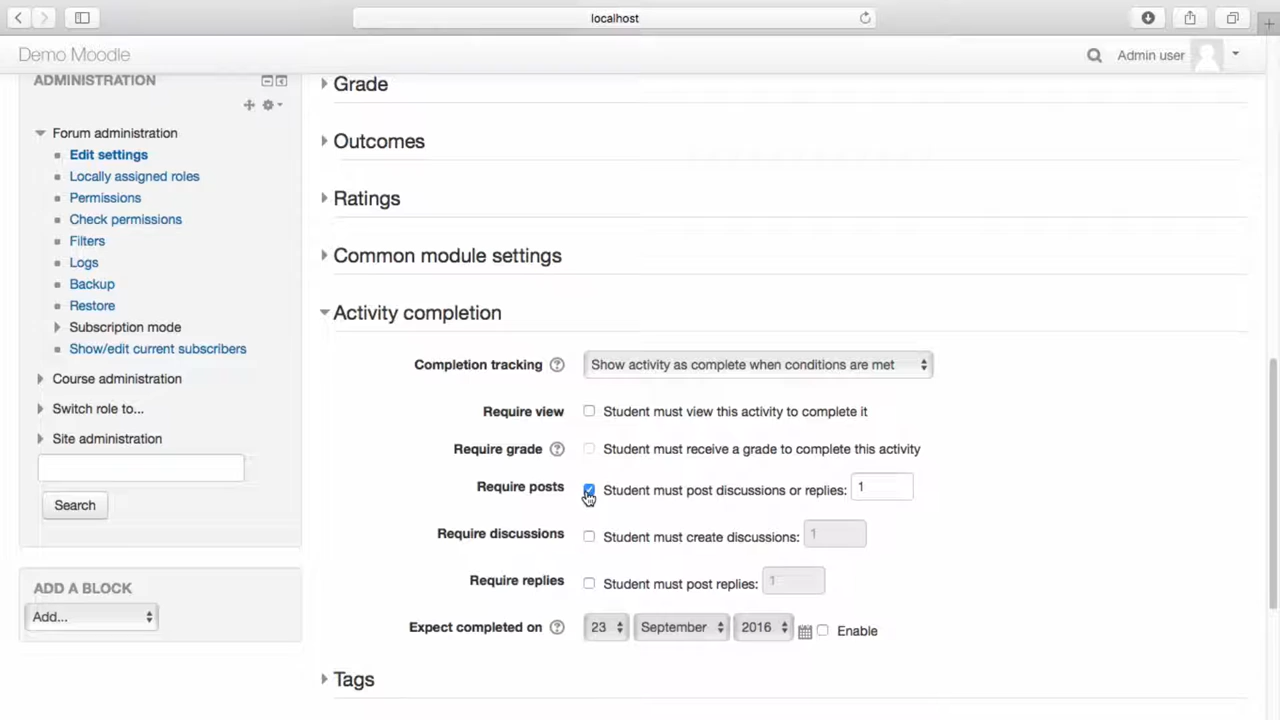 localhost
Demo Moodle
Admin user
ADMINISTRATION
Forum administration
Edit settings
Locally assigned roles
Permissions
Check permissions
Filters
Logs
Backup
Restore
Subscription mode
Show/edit current subscribers
Course administration
Switch role to...
Site administration
Search
ADD A BLOCK
Add...
Grade
Outcomes
Ratings
Common module settings
Activity completion
Completion tracking ? Show activity as complete when conditions are met
Require view Student must view this activity to complete it
Require grade ? Student must receive a grade to complete this activity
Require posts Student must post discussions or replies: 1
Require discussions Student must create discussions: 1
Require replies Student must post replies: 1
Expect completed on ? 23 September 2016 Enable
Tags